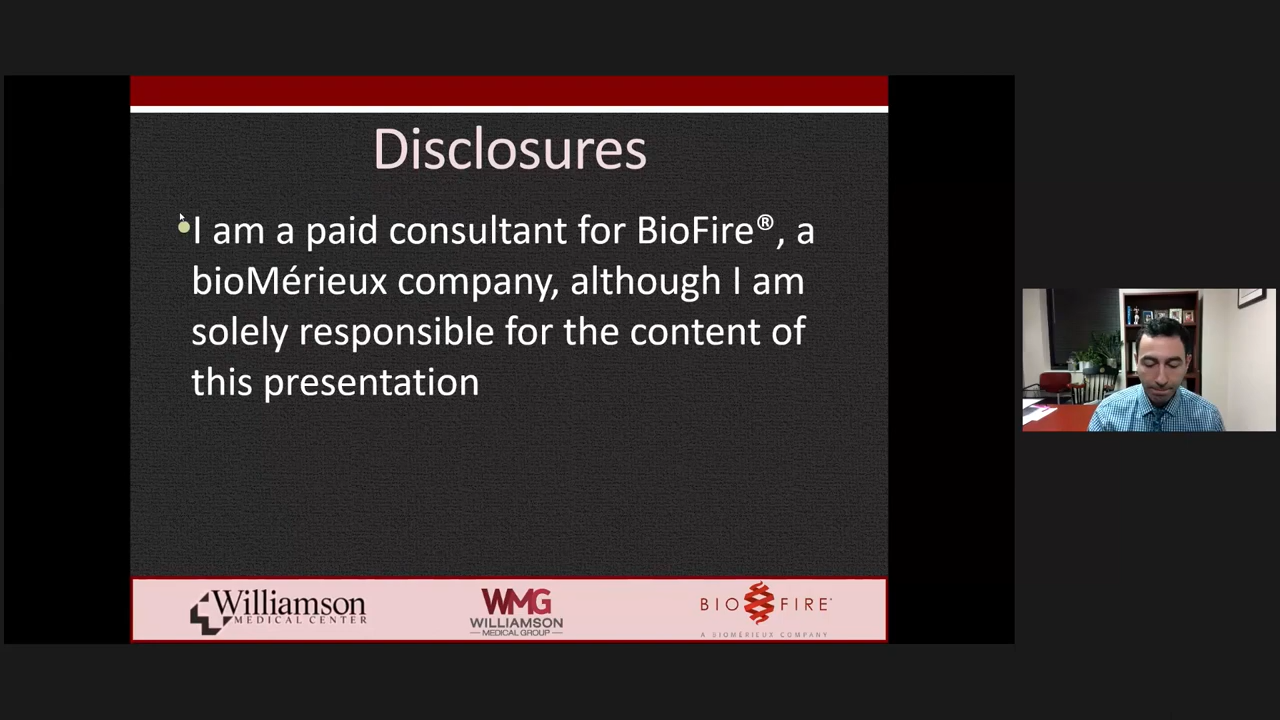 Disclosures
•I am a paid consultant for BioFire®, a
bioMérieux company, although I am
solely responsible for the content of
this presentation
Williamson
MEDICAL CENTER
WMG
WILLIAMSON
MEDICAL GROUP
BIO FIRE
A BIOMÉRIEUX COMPANY